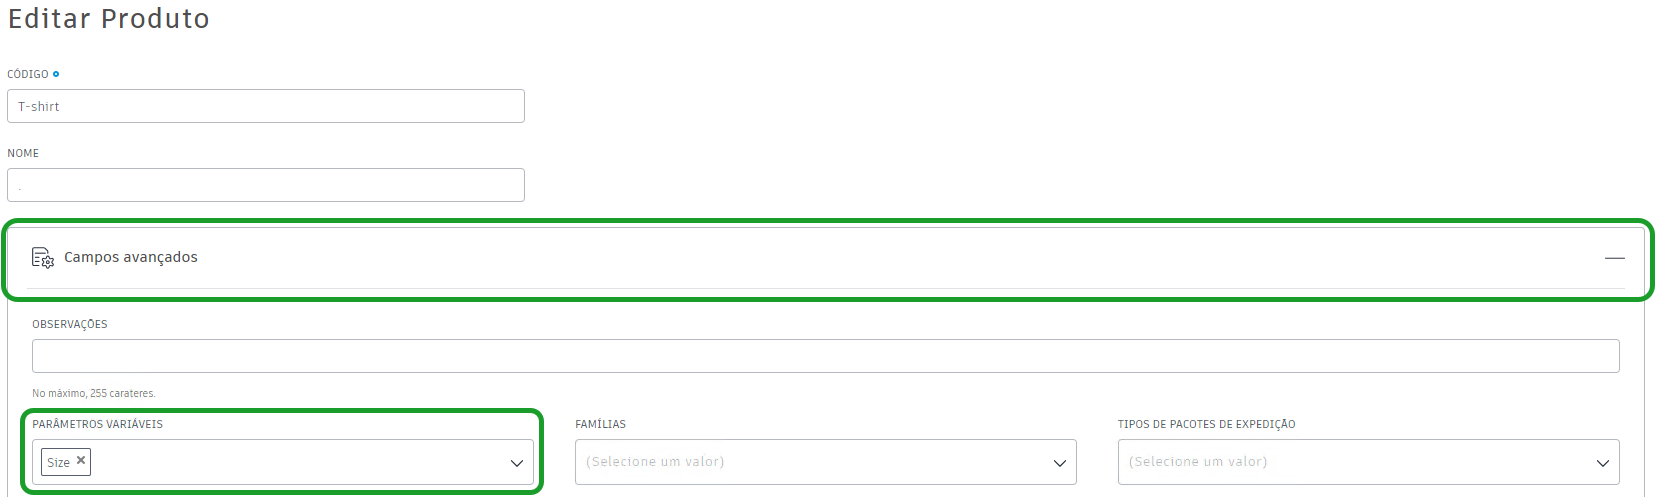 Editar Produto
CÓDIGO
T-shirt
NOME
.
Campos avançados
OBSERVAÇÕES
No máximo, 255 carateres.
PARÂMETROS VARIÁVEIS FAMÍLIAS TIPOS DE PACOTES DE EXPEDIÇÃO
Size (Selecione um valor) (Selecione um valor)